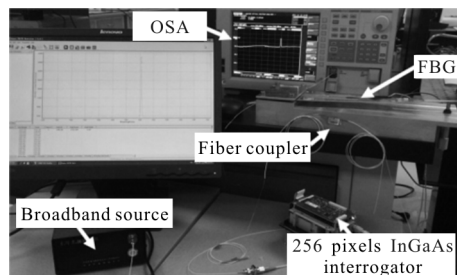 OSA
FBG
Fiber coupler
Broadband source
256 pixels InGaAs
interrogator